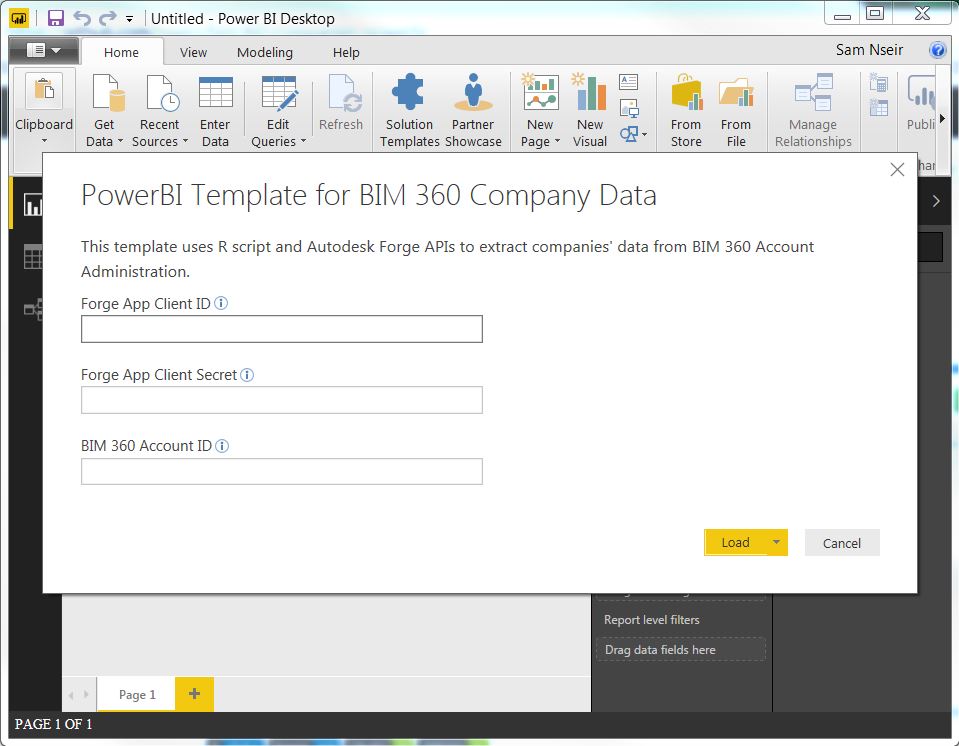 Untitled - Power BI Desktop
Home View Modeling Help Sam Nseir
Clipboard Get Data Recent Sources Enter Data Edit Queries Refresh Solution Templates Partner Showcase New Page New Visual From Store From File Manage Relationships Publi
PowerBI Template for BIM 360 Company Data
This template uses R script and Autodesk Forge APIs to extract companies' data from BIM 360 Account
Administration.
Forge App Client ID
Forge App Client Secret
BIM 360 Account ID
Load Cancel
Report level filters
Drag data fields here
Page 1
PAGE 1 OF 1